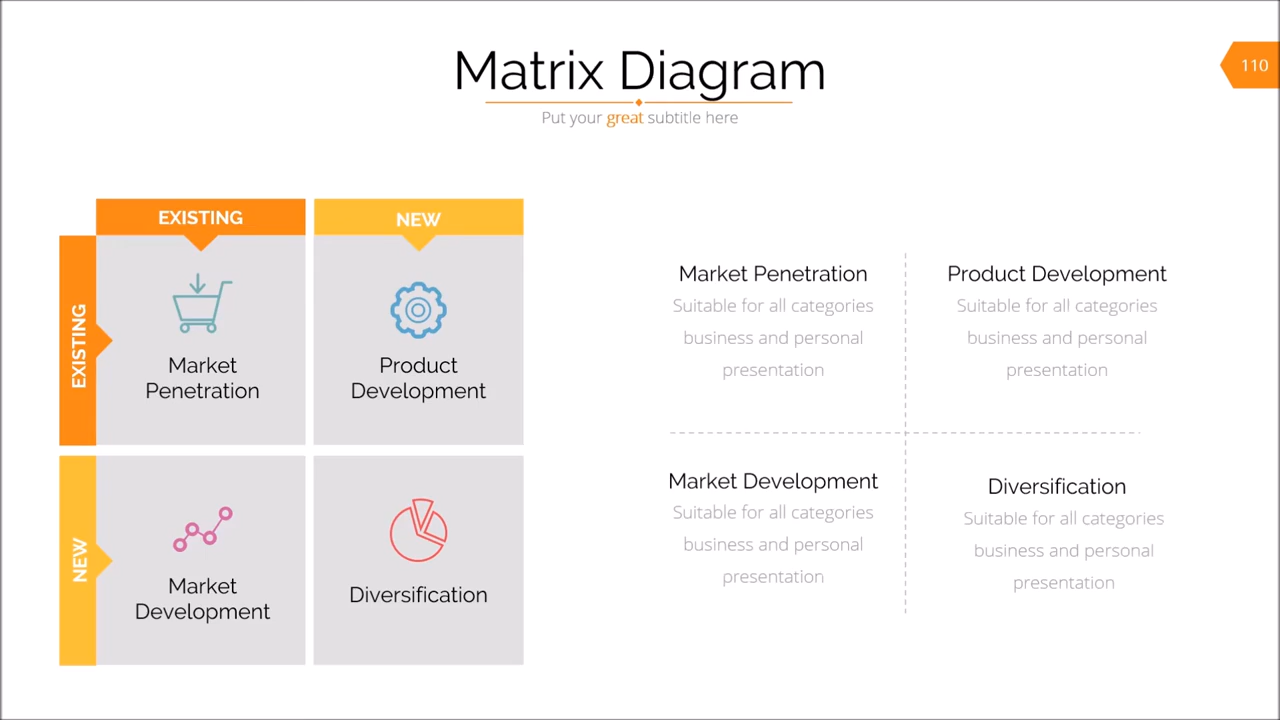 Matrix Diagram
Put your great subtitle here
110
EXISTING
NEW
EXISTING
Market
Penetration
Product
Development
NEW
Market
Development
Diversification
Market Penetration
Suitable for all categories
business and personal
presentation
Product Development
Suitable for all categories
business and personal
presentation
Market Development
Suitable for all categories
business and personal
presentation
Diversification
Suitable for all categories
business and personal
presentation